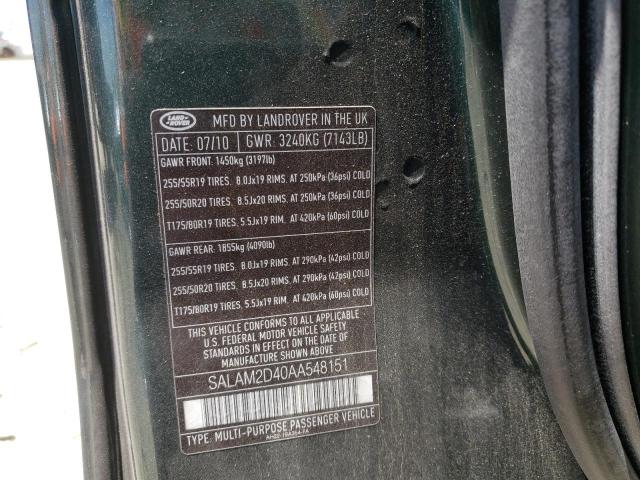 LAND ROVER
MFD BY LANDROVER IN THE UK
DATE: 07/10 GWR: 3240KG (7143LB)
GAWR FRONT: 1450kg (3197lb)
255/55R19 TIRES, 8.0Jx19 RIMS, AT 250kPa (36psi) COLD
255/50R20 TIRES, 8.5Jx20 RIMS, AT 250kPa (36psi) COLD
T175/80R19 TIRES, 5.5Jx19 RIM, AT 420kPa (60psi) COLD
GAWR REAR: 1855kg (4090lb)
255/55R19 TIRES, 8.0Jx19 RIMS, AT 290kPa (42psi) COLD
255/50R20 TIRES, 8.5Jx20 RIMS, AT 290kPa (42psi) COLD
T175/80R19 TIRES, 5.5Jx19 RIM, AT 420kPa (60psi) COLD
THIS VEHICLE CONFORMS TO ALL APPLICABLE
U.S. FEDERAL MOTOR VEHICLE SAFETY
STANDARDS IN EFFECT ON THE DATE OF
MANUFACTURE SHOWN ABOVE.
SALAM2D40AA548151
TYPE: MULTI-PURPOSE PASSENGER VEHICLE